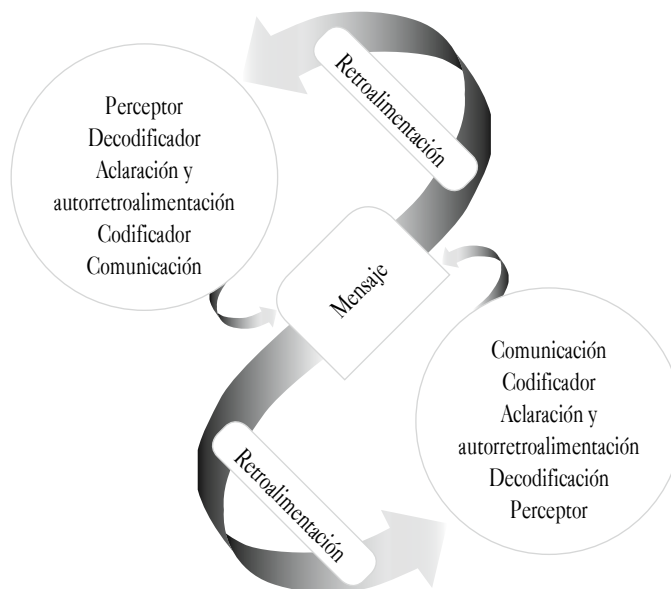 Retroalimentación
Perceptor
Decodificador
Aclaración y
autorretroalimentación
Codificador
Comunicación
Mensaje
Comunicación
Codificador
Aclaración y
autorretroalimentación
Decodificación
Perceptor
Retroalimentación